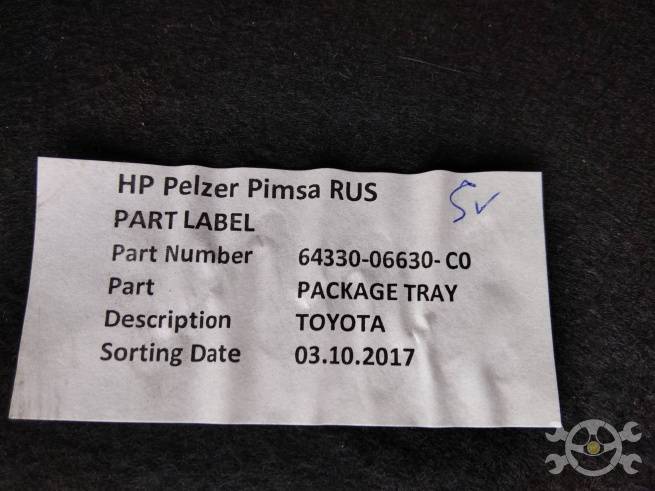 HP Pelzer Pimsa RUS
PART LABEL
Part Number 64330-06630- C0
Part PACKAGE TRAY
Description TOYOTA
Sorting Date 03.10.2017